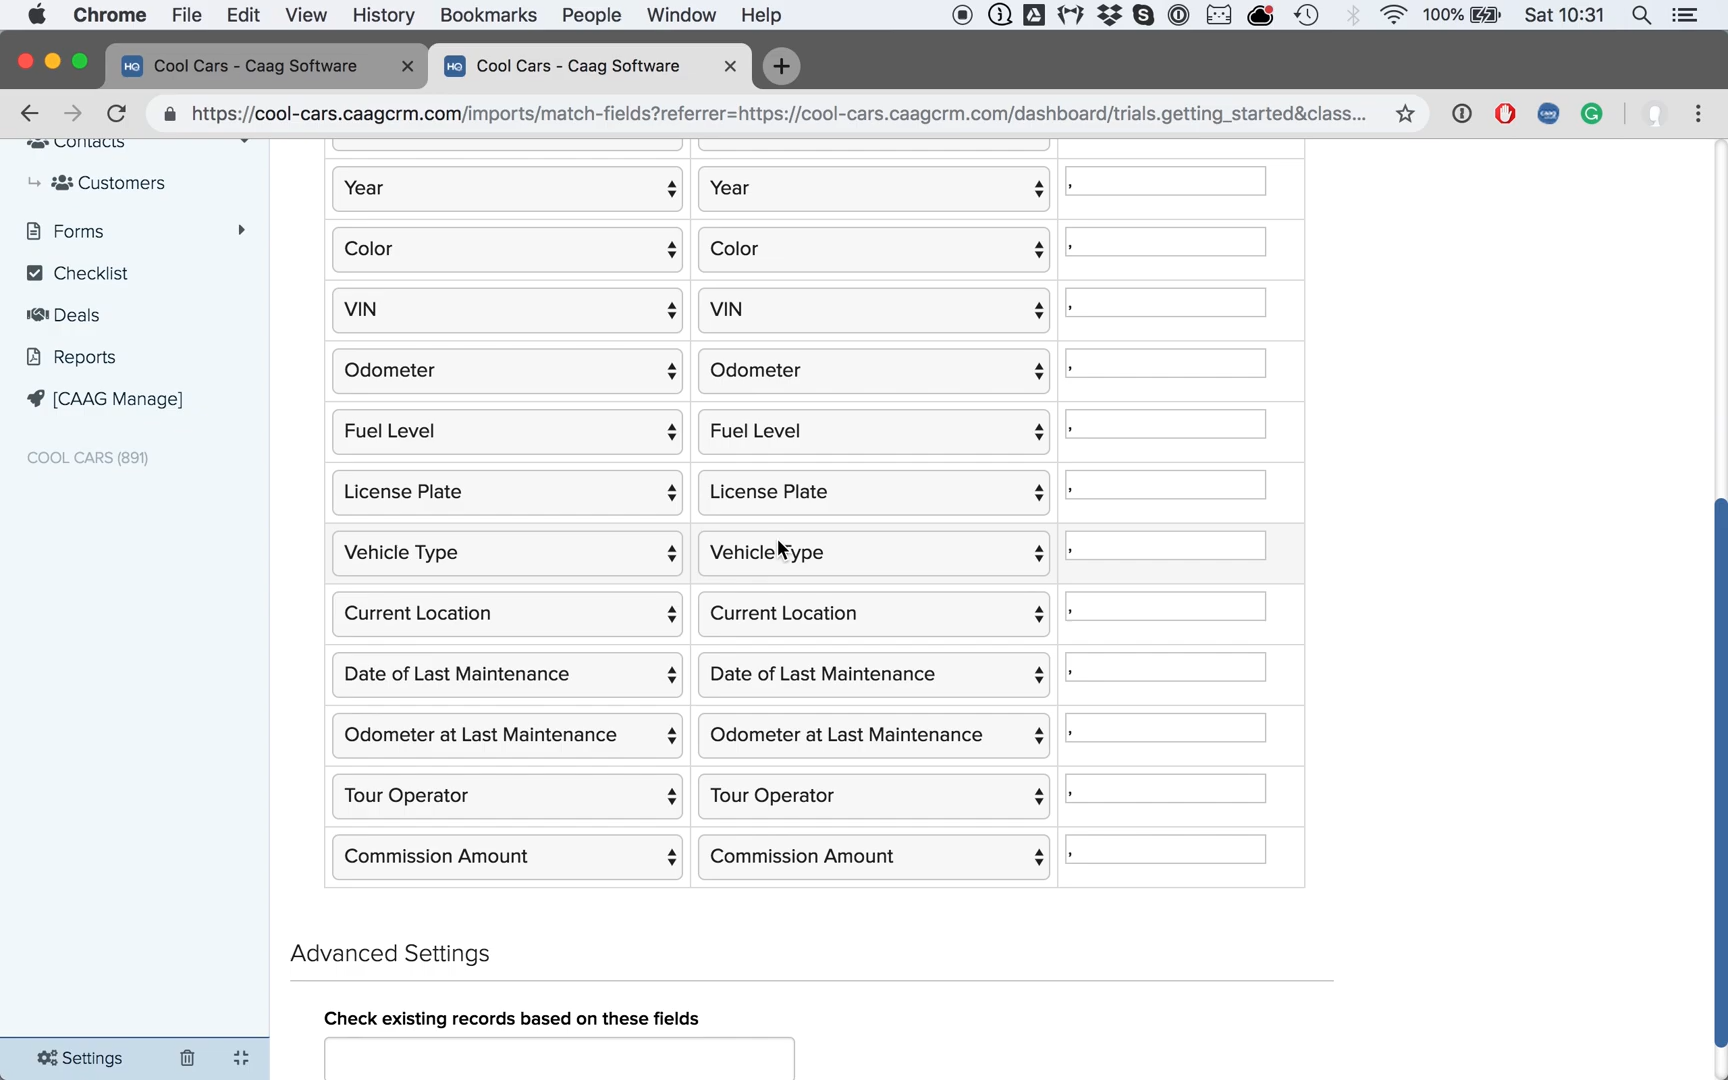 Chrome File Edit View History Bookmarks People Window Help 100% Sat 10:31
HQ Cool Cars - Caag Software HQ Cool Cars - Caag Software
https://cool-cars.caagcrm.com/imports/match-fields?referrer=https://cool-cars.caagcrm.com/dashboard/trials.getting_started&class...
Contacts
Customers
Forms
Checklist
Deals
Reports
[CAAG Manage]
COOL CARS (891)
Settings
Year Year ,
Color Color ,
VIN VIN ,
Odometer Odometer ,
Fuel Level Fuel Level ,
License Plate License Plate ,
Vehicle Type Vehicle Type ,
Current Location Current Location ,
Date of Last Maintenance Date of Last Maintenance ,
Odometer at Last Maintenance Odometer at Last Maintenance ,
Tour Operator Tour Operator ,
Commission Amount Commission Amount ,
Advanced Settings
Check existing records based on these fields